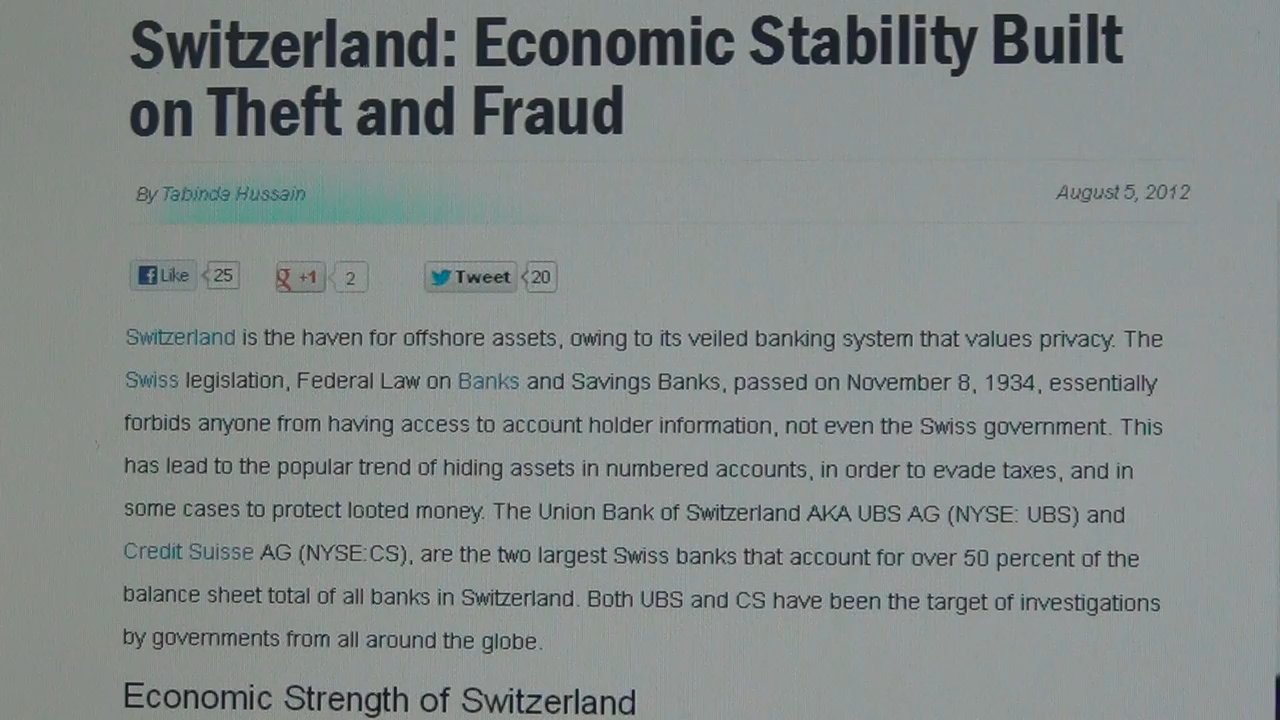 Switzerland: Economic Stability Built
on Theft and Fraud
By Tabinda Hussain
August 5, 2012
Like 25
+1 2
Tweet 20
Switzerland is the haven for offshore assets, owing to its veiled banking system that values privacy. The
Swiss legislation, Federal Law on Banks and Savings Banks, passed on November 8, 1934, essentially
forbids anyone from having access to account holder information, not even the Swiss government. This
has lead to the popular trend of hiding assets in numbered accounts, in order to evade taxes, and in
some cases to protect looted money. The Union Bank of Switzerland AKA UBS AG (NYSE: UBS) and
Credit Suisse AG (NYSE:CS), are the two largest Swiss banks that account for over 50 percent of the
balance sheet total of all banks in Switzerland. Both UBS and CS have been the target of investigations
by governments from all around the globe.
Economic Strength of Switzerland